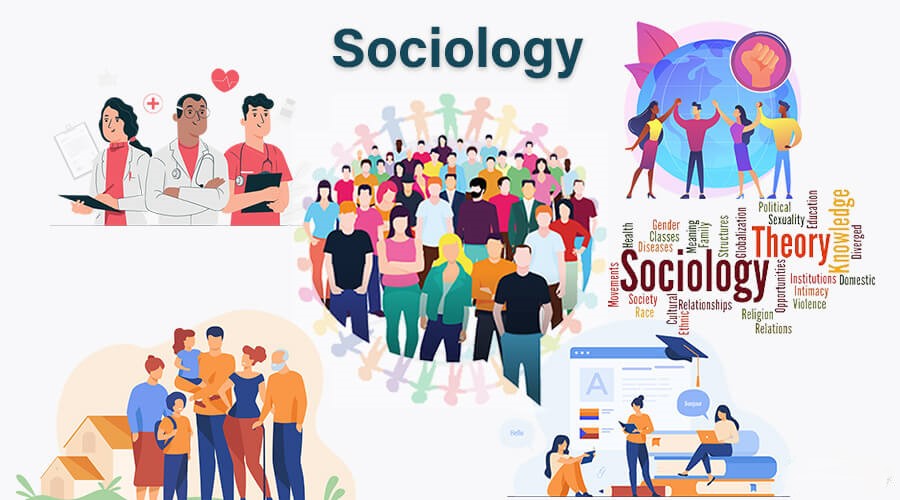 Sociology
Political
Sexuality
Education
Knowledge
Health
Gender
Classes
Diseases
Meaning
Family
Structures
Globalization
Theory
Diverged
Movements
Sociology
Opportunities
Institutions
Domestic
Intimacy
Violence
Society
Race
Cultural
Ethnic
Relationships
Religion
Relations
A
Bonjour
Hello